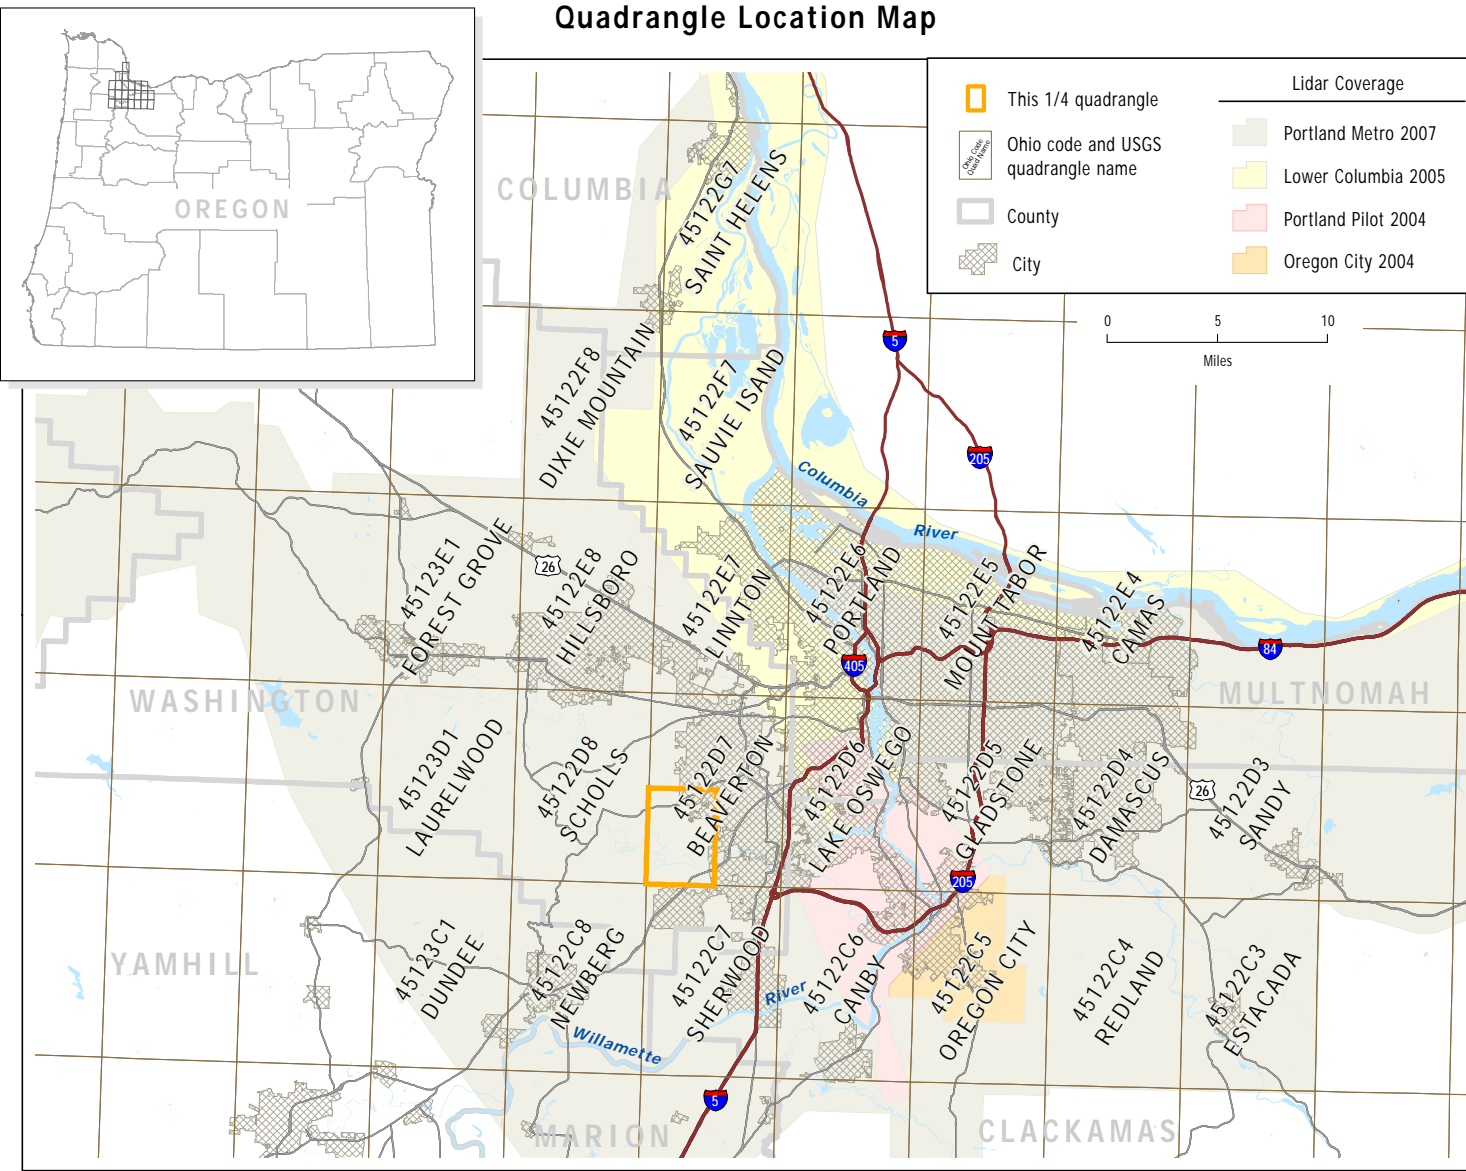 Quadrangle Location Map
OREGON
This 1/4 quadrangle
Ohio Code
Quad Name
Ohio code and USGS
quadrangle name
County
City
Lidar Coverage
Portland Metro 2007
Lower Columbia 2005
Portland Pilot 2004
Oregon City 2004
0 5 10
Miles
COLUMBIA
45122G7
SAINT HELENS
5
45122F8
DIXIE MOUNTAIN
45122F7
SAUVIE ISAND
205
Columbia
River
45123E1
FOREST GROVE
26
45122E8
HILLSBORO
45122E7
LINNTON
45122E6
PORTLAND
45122E5
MOUNT TABOR
45122E4
CAMAS
405
84
WASHINGTON
MULTNOMAH
45123D1
LAURELWOOD
45122D8
SCHOLLS
45122D7
BEAVERTON
45122D6
LAKE OSWEGO
45122D5
GLADSTONE
45122D4
DAMASCUS
26
45122D3
SANDY
205
YAMHILL
45123C1
DUNDEE
45122C8
NEWBERG
45122C7
SHERWOOD
45122C6
CANBY
45122C5
OREGON CITY
45122C4
REDLAND
45122C3
ESTACADA
Willamette
River
5
MARION
CLACKAMAS